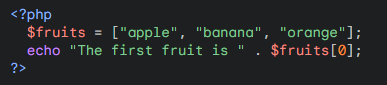 <?php
  $fruits = ["apple", "banana", "orange"];
  echo "The first fruit is " . $fruits[0];
?>